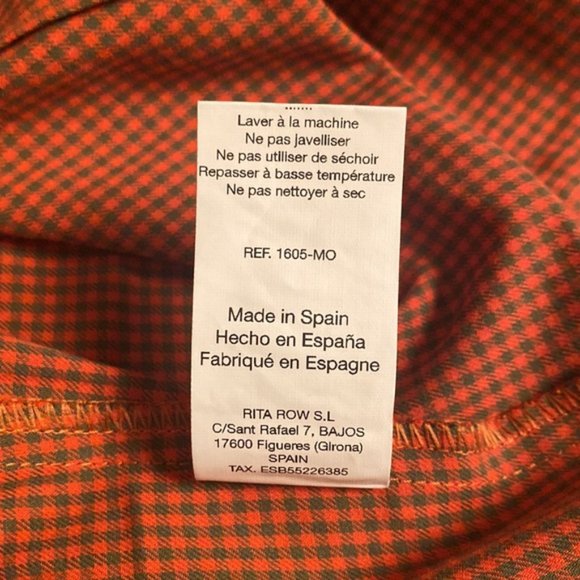 Laver à la machine
Ne pas javelliser
Ne pas utiliser de séchoir
Repasser à basse température
Ne pas nettoyer à sec
REF. 1605-MO
Made in Spain
Hecho en España
Fabriqué en Espagne
RITA ROW S.L
C/Sant Rafael 7, BAJOS
17600 Figueres (Girona)
SPAIN
TAX. ESB55226385